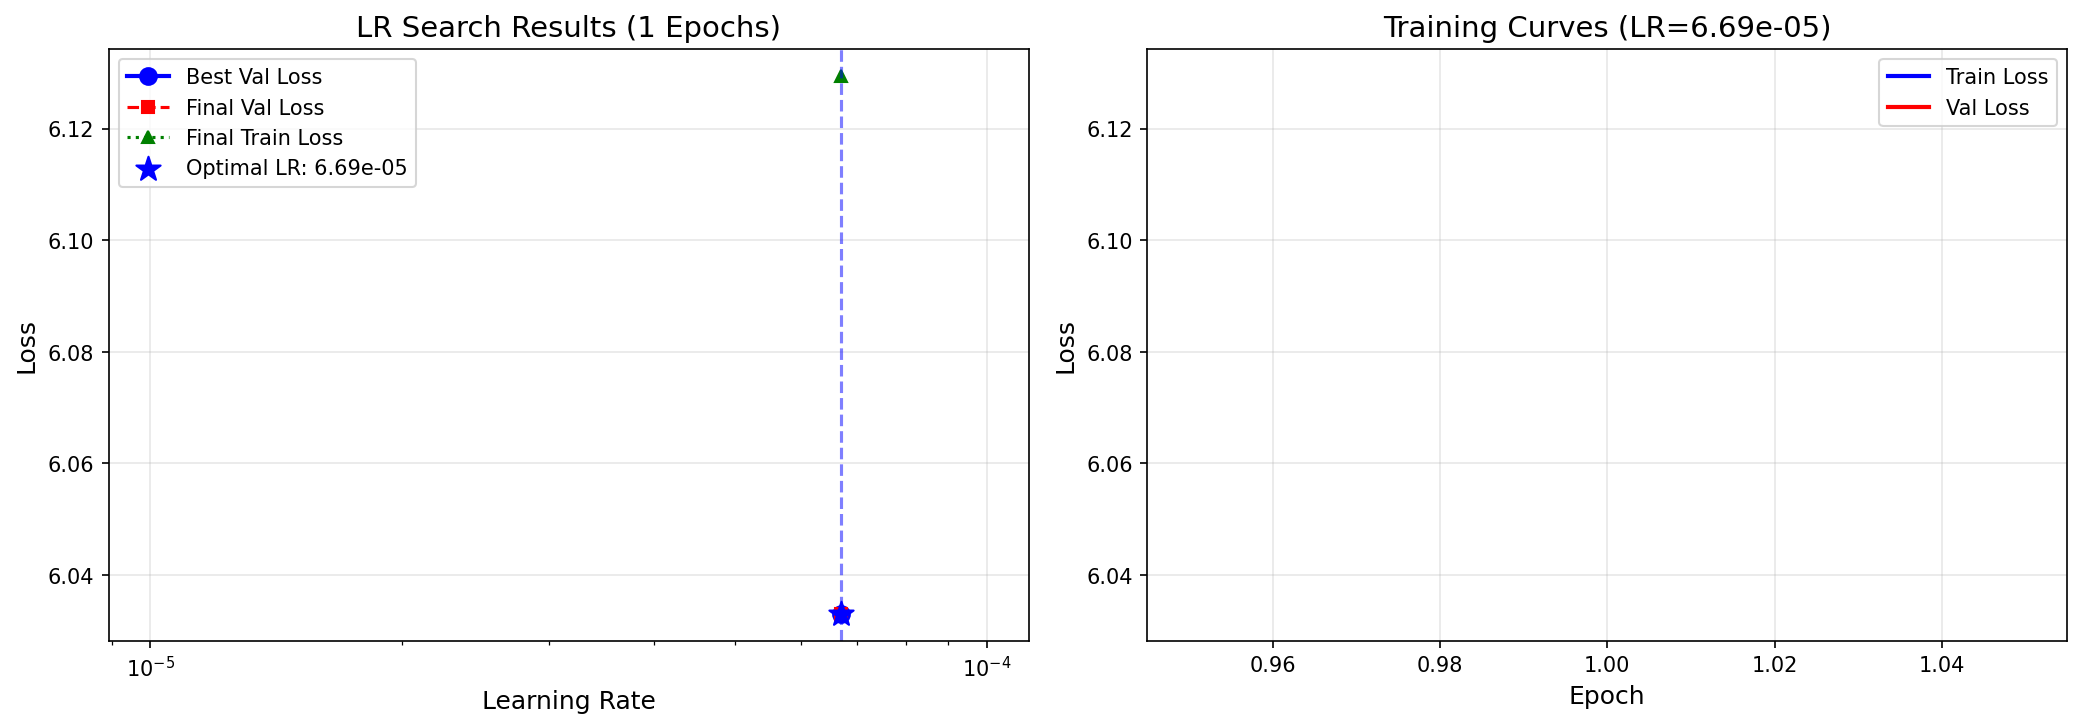 LR Search Results (1 Epochs)
Best Val Loss
Final Val Loss
Final Train Loss
Optimal LR: 6.69e-05
6.12
6.10
6.08
6.06
6.04
Loss
10⁻⁵
10⁻⁴
Learning Rate
Training Curves (LR=6.69e-05)
Train Loss
Val Loss
6.12
6.10
6.08
6.06
6.04
Loss
0.96
0.98
1.00
1.02
1.04
Epoch